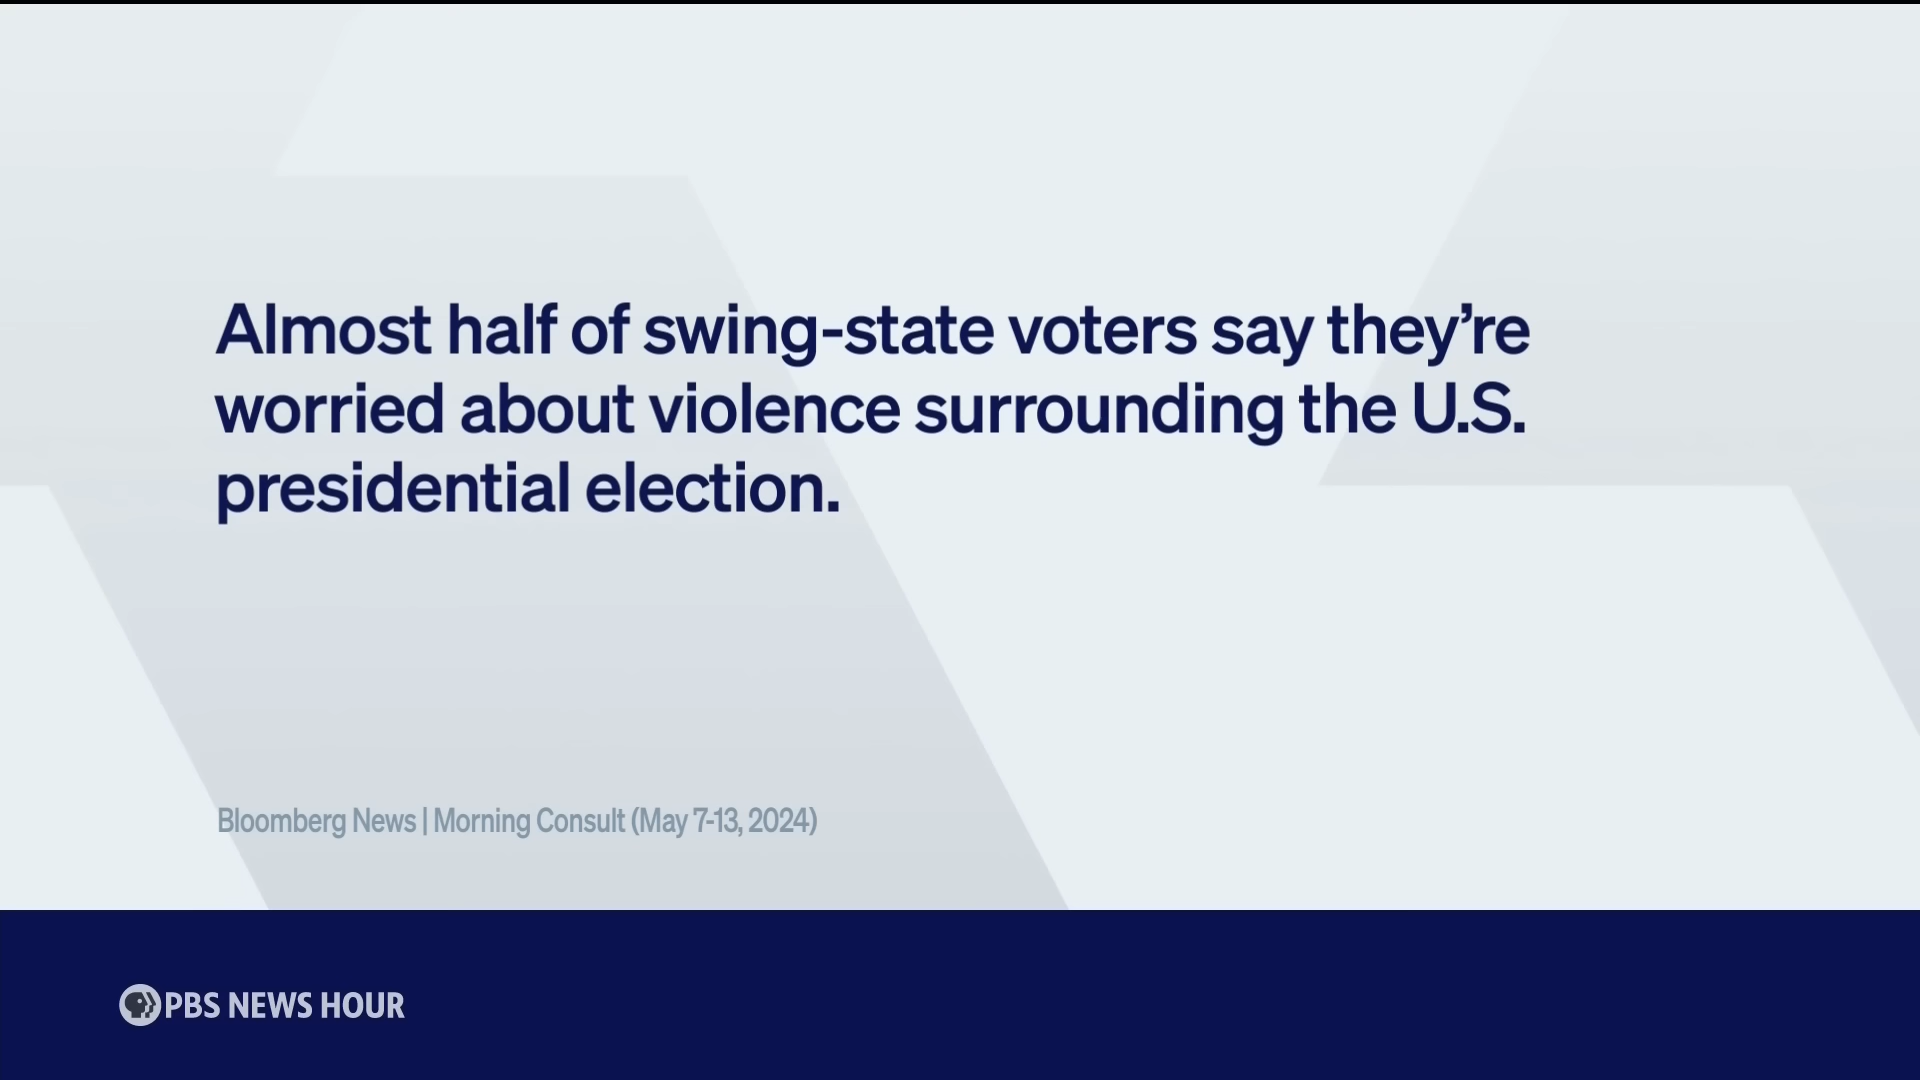 Almost half of swing-state voters say they’re
worried about violence surrounding the U.S.
presidential election.
Bloomberg News | Morning Consult (May 7-13, 2024)
PBS NEWS HOUR